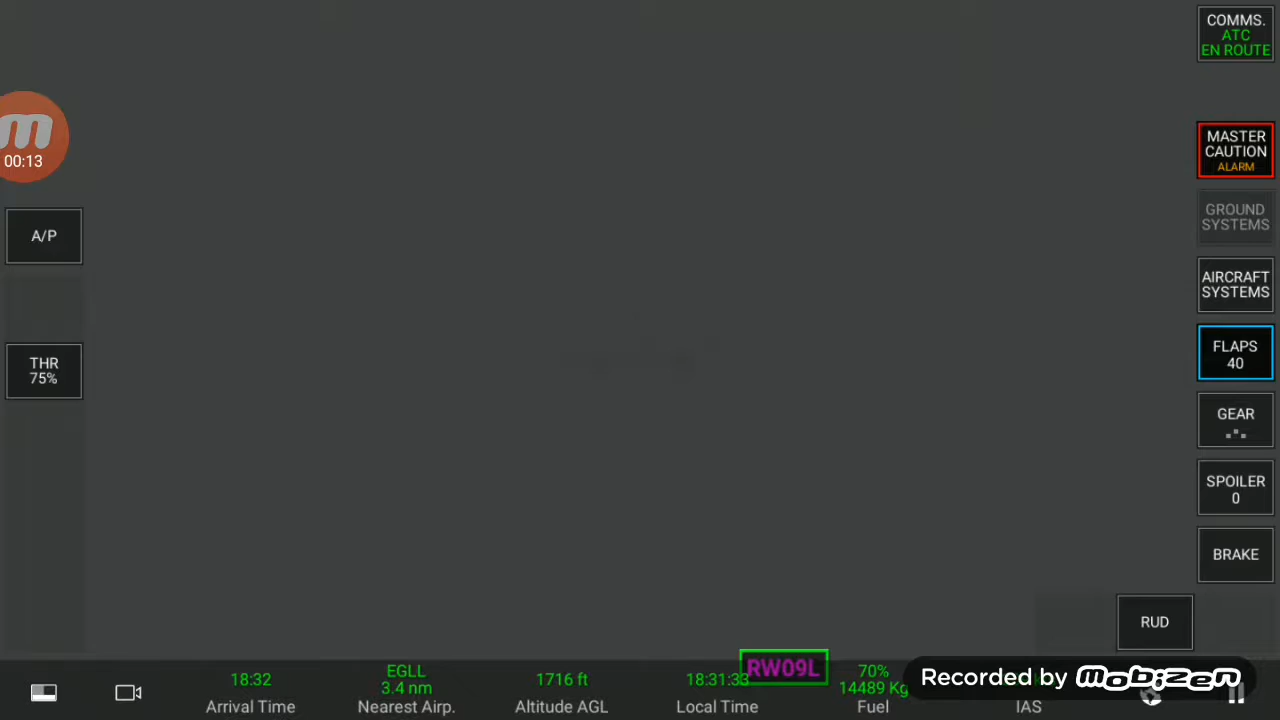 COMMS.
ATC
EN ROUTE
00:13
MASTER
CAUTION
ALARM
GROUND
SYSTEMS
A/P
AIRCRAFT
SYSTEMS
FLAPS
40
THR
75%
GEAR
SPOILER
0
BRAKE
RUD
18:32
Arrival Time
EGLL
3.4 nm
Nearest Airp.
1716 ft
Altitude AGL
18:31:33
Local Time
RW09L
70%
14489 Kg
Fuel
IAS
Recorded by mobizen